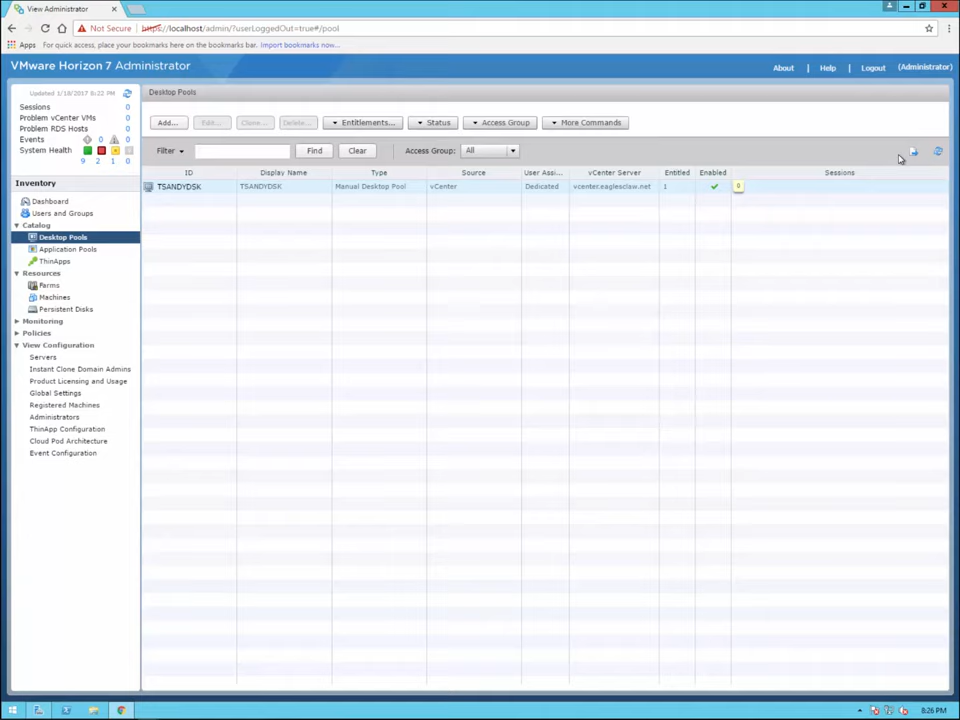 View Administrator
Not Secure https://localhost/admin/?userLoggedOut=true#/pool
Apps For quick access, place your bookmarks here on the bookmarks bar. Import bookmarks now...
VMware Horizon 7 Administrator
About Help Logout (Administrator)
Updated 1/18/2017 8:22 PM
Sessions 0
Problem vCenter VMs 0
Problem RDS Hosts 0
Events 0 0
System Health
9 2 1 0
Inventory
Dashboard
Users and Groups
Catalog
Desktop Pools
Application Pools
ThinApps
Resources
Farms
Machines
Persistent Disks
Monitoring
Policies
View Configuration
Servers
Instant Clone Domain Admins
Product Licensing and Usage
Global Settings
Registered Machines
Administrators
ThinApp Configuration
Cloud Pod Architecture
Event Configuration
Desktop Pools
Add... Edit... Clone... Delete... Entitlements... Status Access Group More Commands
Filter Find Clear Access Group: All
ID Display Name Type Source User Assi... vCenter Server Entitled Enabled Sessions
TSANDYDSK TSANDYDSK Manual Desktop Pool vCenter Dedicated vcenter.eaglesclaw.net 1 0
8:26 PM